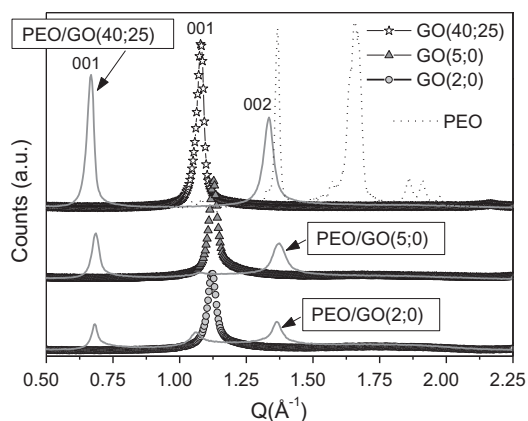 PEO/GO(40;25)
001
001
002
GO(40;25)
GO(5;0)
GO(2;0)
PEO
PEO/GO(5;0)
PEO/GO(2;0)
Counts (a.u.)
0.50 0.75 1.00 1.25 1.50 1.75 2.00 2.25
Q(Å⁻¹)